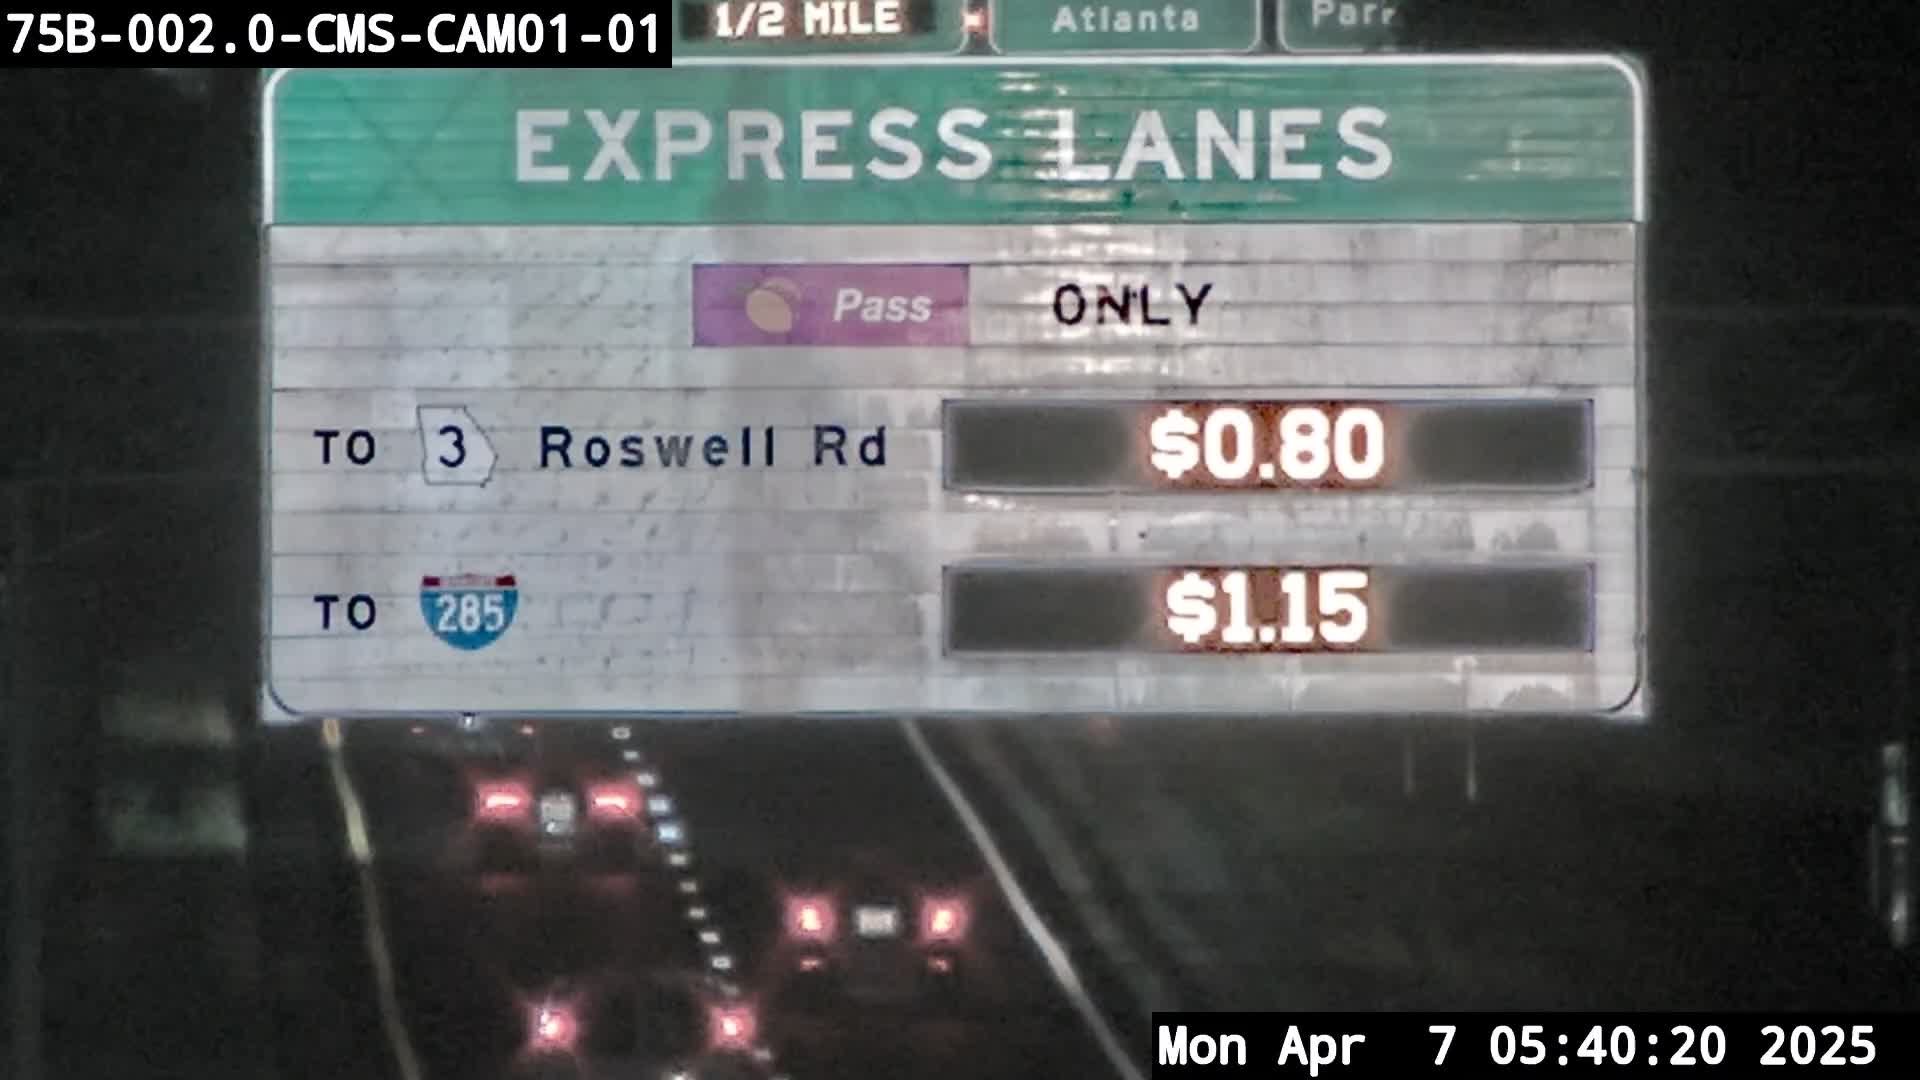 75B-002.0-CMS-CAM01-01
1/2 MILE
Atlanta
EXPRESS LANES
Pass ONLY
TO 3 Roswell Rd $0.80
TO 285 $1.15
Mon Apr 7 05:40:20 2025